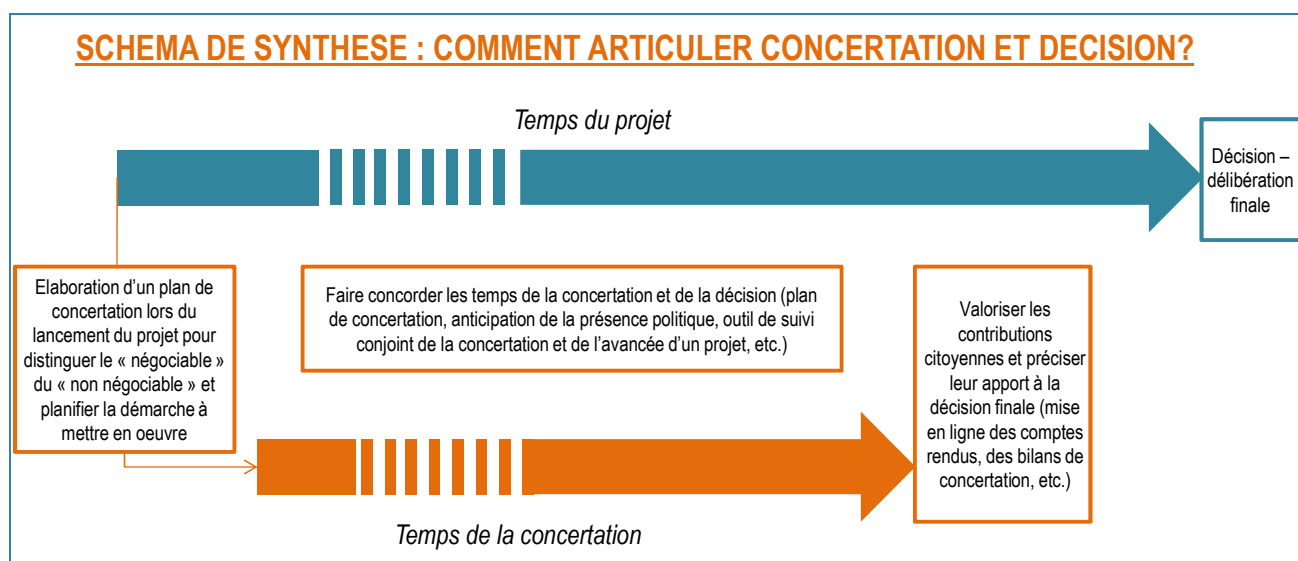 SCHEMA DE SYNTHESE : COMMENT ARTICULER CONCERTATION ET DECISION?
Temps du projet
Décision –
délibération
finale
Elaboration d’un plan de
concertation lors du
lancement du projet pour
distinguer le « négociable »
du « non négociable » et
planifier la démarche à
mettre en oeuvre
Faire concorder les temps de la concertation et de la décision (plan
de concertation, anticipation de la présence politique, outil de suivi
conjoint de la concertation et de l’avancée d’un projet, etc.)
Valoriser les
contributions
citoyennes et préciser
leur apport à la
décision finale (mise
en ligne des comptes
rendus, des bilans de
concertation, etc.)
Temps de la concertation